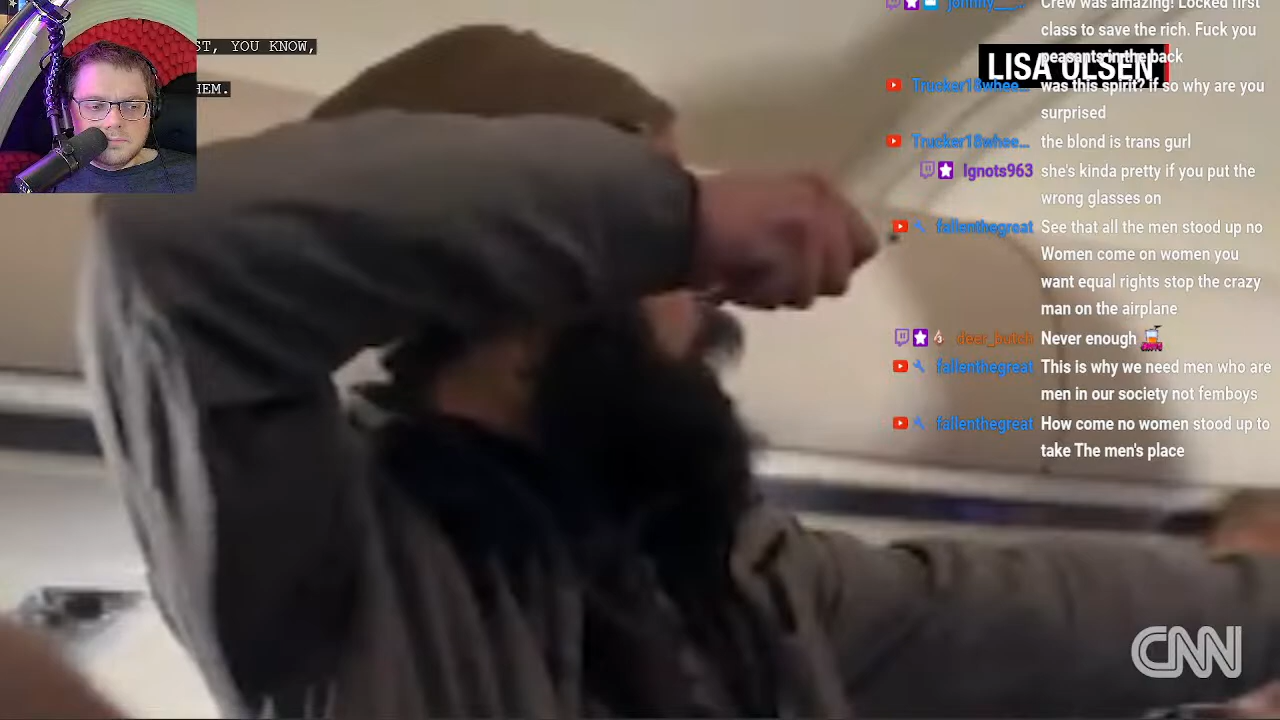 ST, YOU KNOW,
HEM.
LISA OLSEN
johnny___... Crew was amazing! Locked first
class to save the rich. Fuck you
peasants in the back
Trucker18whee... was this spirit? if so why are you
surprised
Trucker18whee... the blond is trans gurl
Ignots963 she's kinda pretty if you put the
wrong glasses on
fallenthegreat See that all the men stood up no
Women come on women you
want equal rights stop the crazy
man on the airplane
deer_butch Never enough
fallenthegreat This is why we need men who are
men in our society not femboys
fallenthegreat How come no women stood up to
take The men's place
CNN